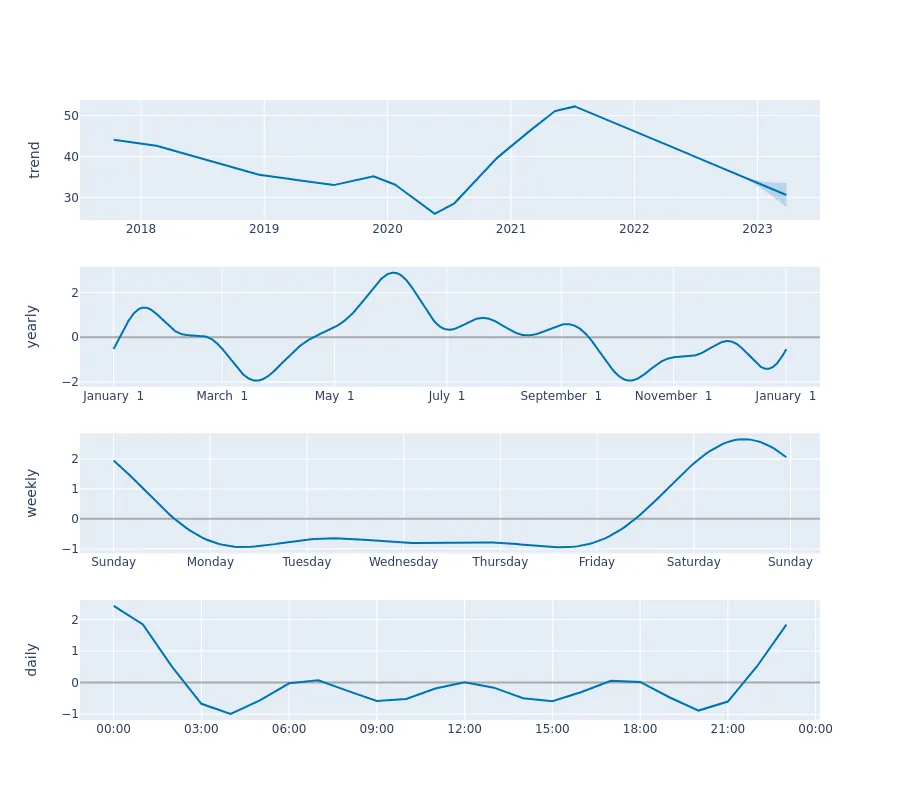 trend
50
40
30
2018 2019 2020 2021 2022 2023
yearly
2
0
−2
January 1 March 1 May 1 July 1 September 1 November 1 January 1
weekly
2
1
0
−1
Sunday Monday Tuesday Wednesday Thursday Friday Saturday Sunday
daily
2
1
0
−1
00:00 03:00 06:00 09:00 12:00 15:00 18:00 21:00 00:00